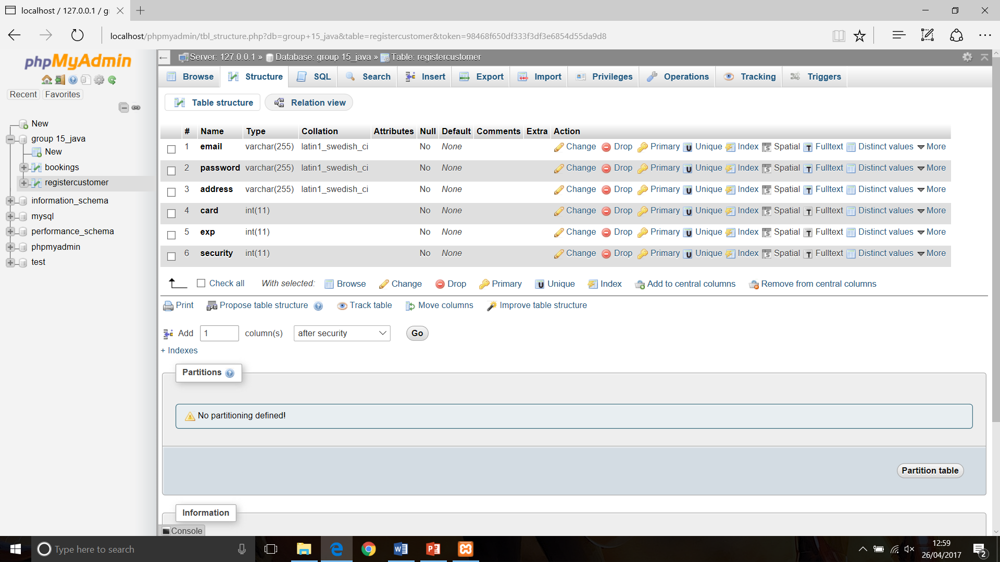 localhost / 127.0.0.1 / g
localhost/phpmyadmin/tbl_structure.php?db=group+15_java&table=registercustomer&token=98468f650df333f3df3e6854d55da9d8
phpMyAdmin
Recent Favorites
New
group 15_java
New
bookings
registercustomer
information_schema
mysql
performance_schema
phpmyadmin
test
Server: 127.0.0.1 » Database: group 15_java » Table: registercustomer
Browse Structure SQL Search Insert Export Import Privileges Operations Tracking Triggers
Table structure Relation view
# Name Type Collation Attributes Null Default Comments Extra Action
1 email varchar(255) latin1_swedish_ci No None Change Drop Primary Unique Index Spatial Fulltext Distinct values More
2 password varchar(255) latin1_swedish_ci No None Change Drop Primary Unique Index Spatial Fulltext Distinct values More
3 address varchar(255) latin1_swedish_ci No None Change Drop Primary Unique Index Spatial Fulltext Distinct values More
4 card int(11) No None Change Drop Primary Unique Index Spatial Fulltext Distinct values More
5 exp int(11) No None Change Drop Primary Unique Index Spatial Fulltext Distinct values More
6 security int(11) No None Change Drop Primary Unique Index Spatial Fulltext Distinct values More
Check all With selected: Browse Change Drop Primary Unique Index Add to central columns Remove from central columns
Print Propose table structure Track table Move columns Improve table structure
Add 1 column(s) after security Go
+ Indexes
Partitions
No partitioning defined!
Partition table
Information
Console
Type here to search
12:59
26/04/2017
2